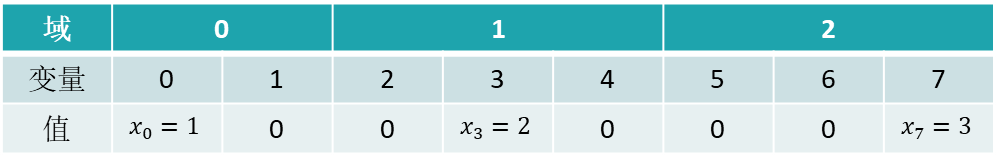 域 0 1 2
变量 0 1 2 3 4 5 6 7
值 x₀ = 1 0 0 x₃ = 2 0 0 0 x₇ = 3